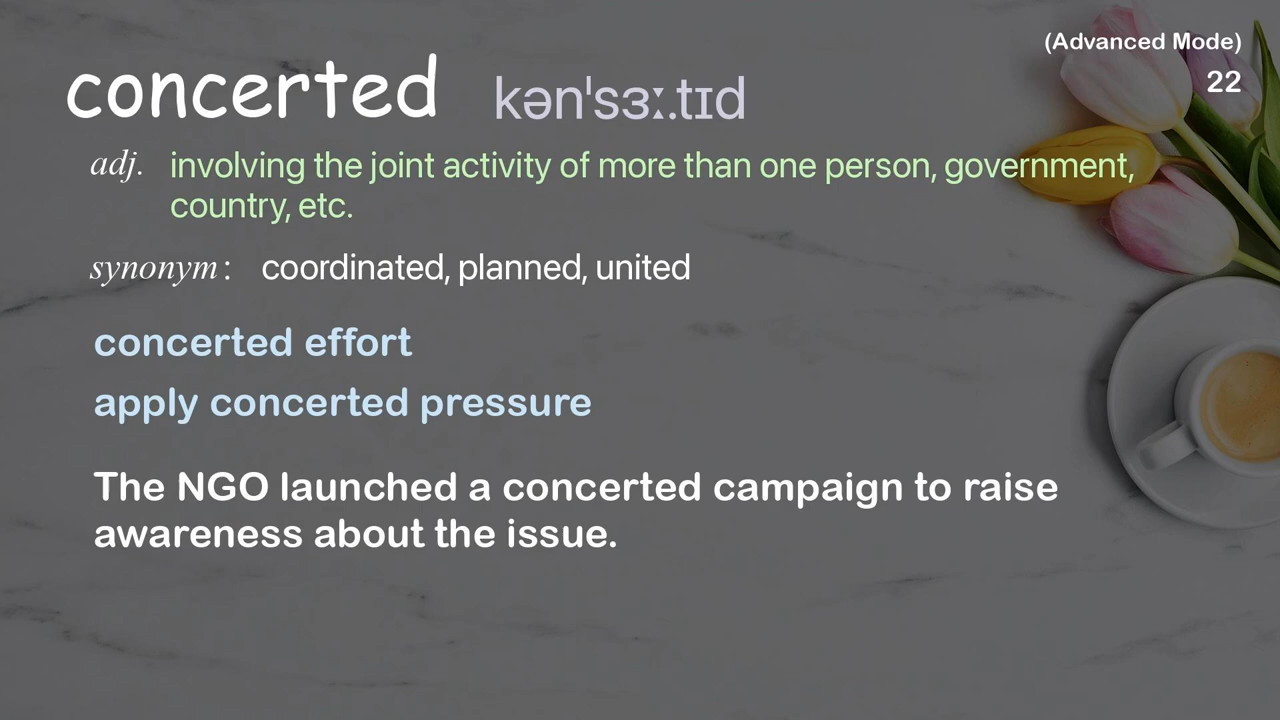 (Advanced Mode)
22
concerted kən'sɜː.tɪd
adj. involving the joint activity of more than one person, government,
country, etc.
synonym: coordinated, planned, united
concerted effort
apply concerted pressure
The NGO launched a concerted campaign to raise
awareness about the issue.